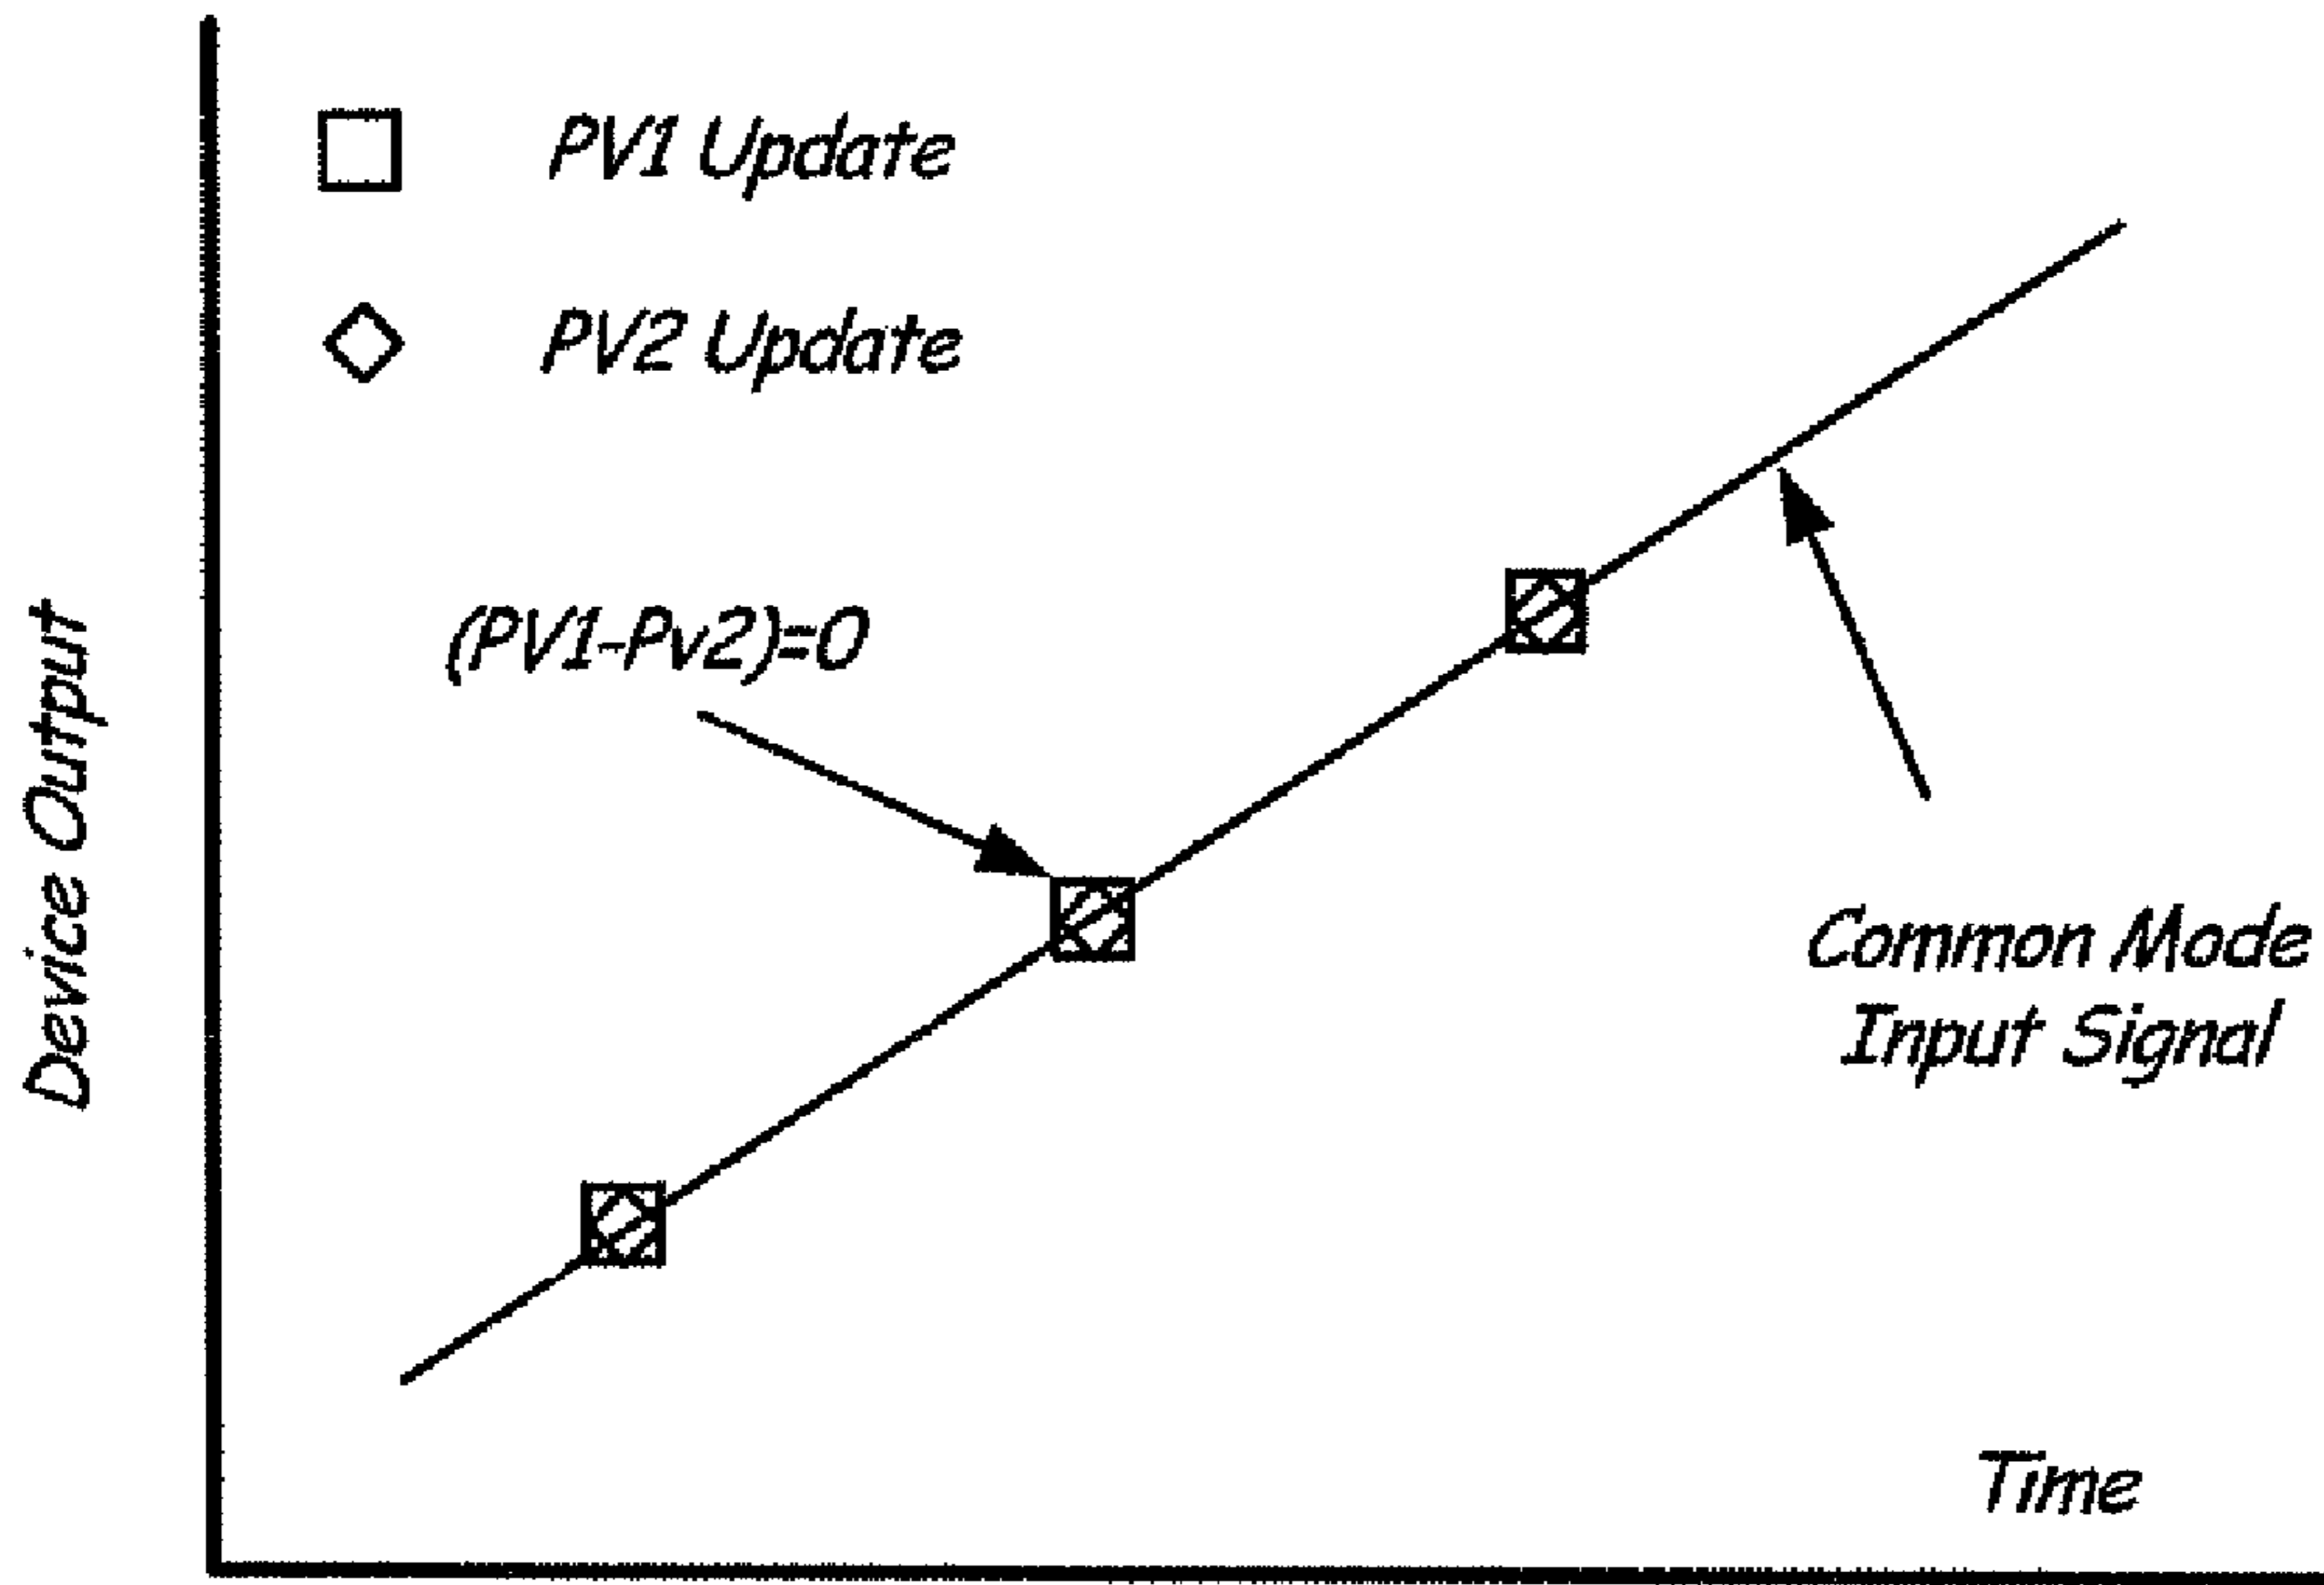 PV1 Update
PV2 Update
(PV1-Pv2)=0
Device Output
Common Mode
Input Signal
Time